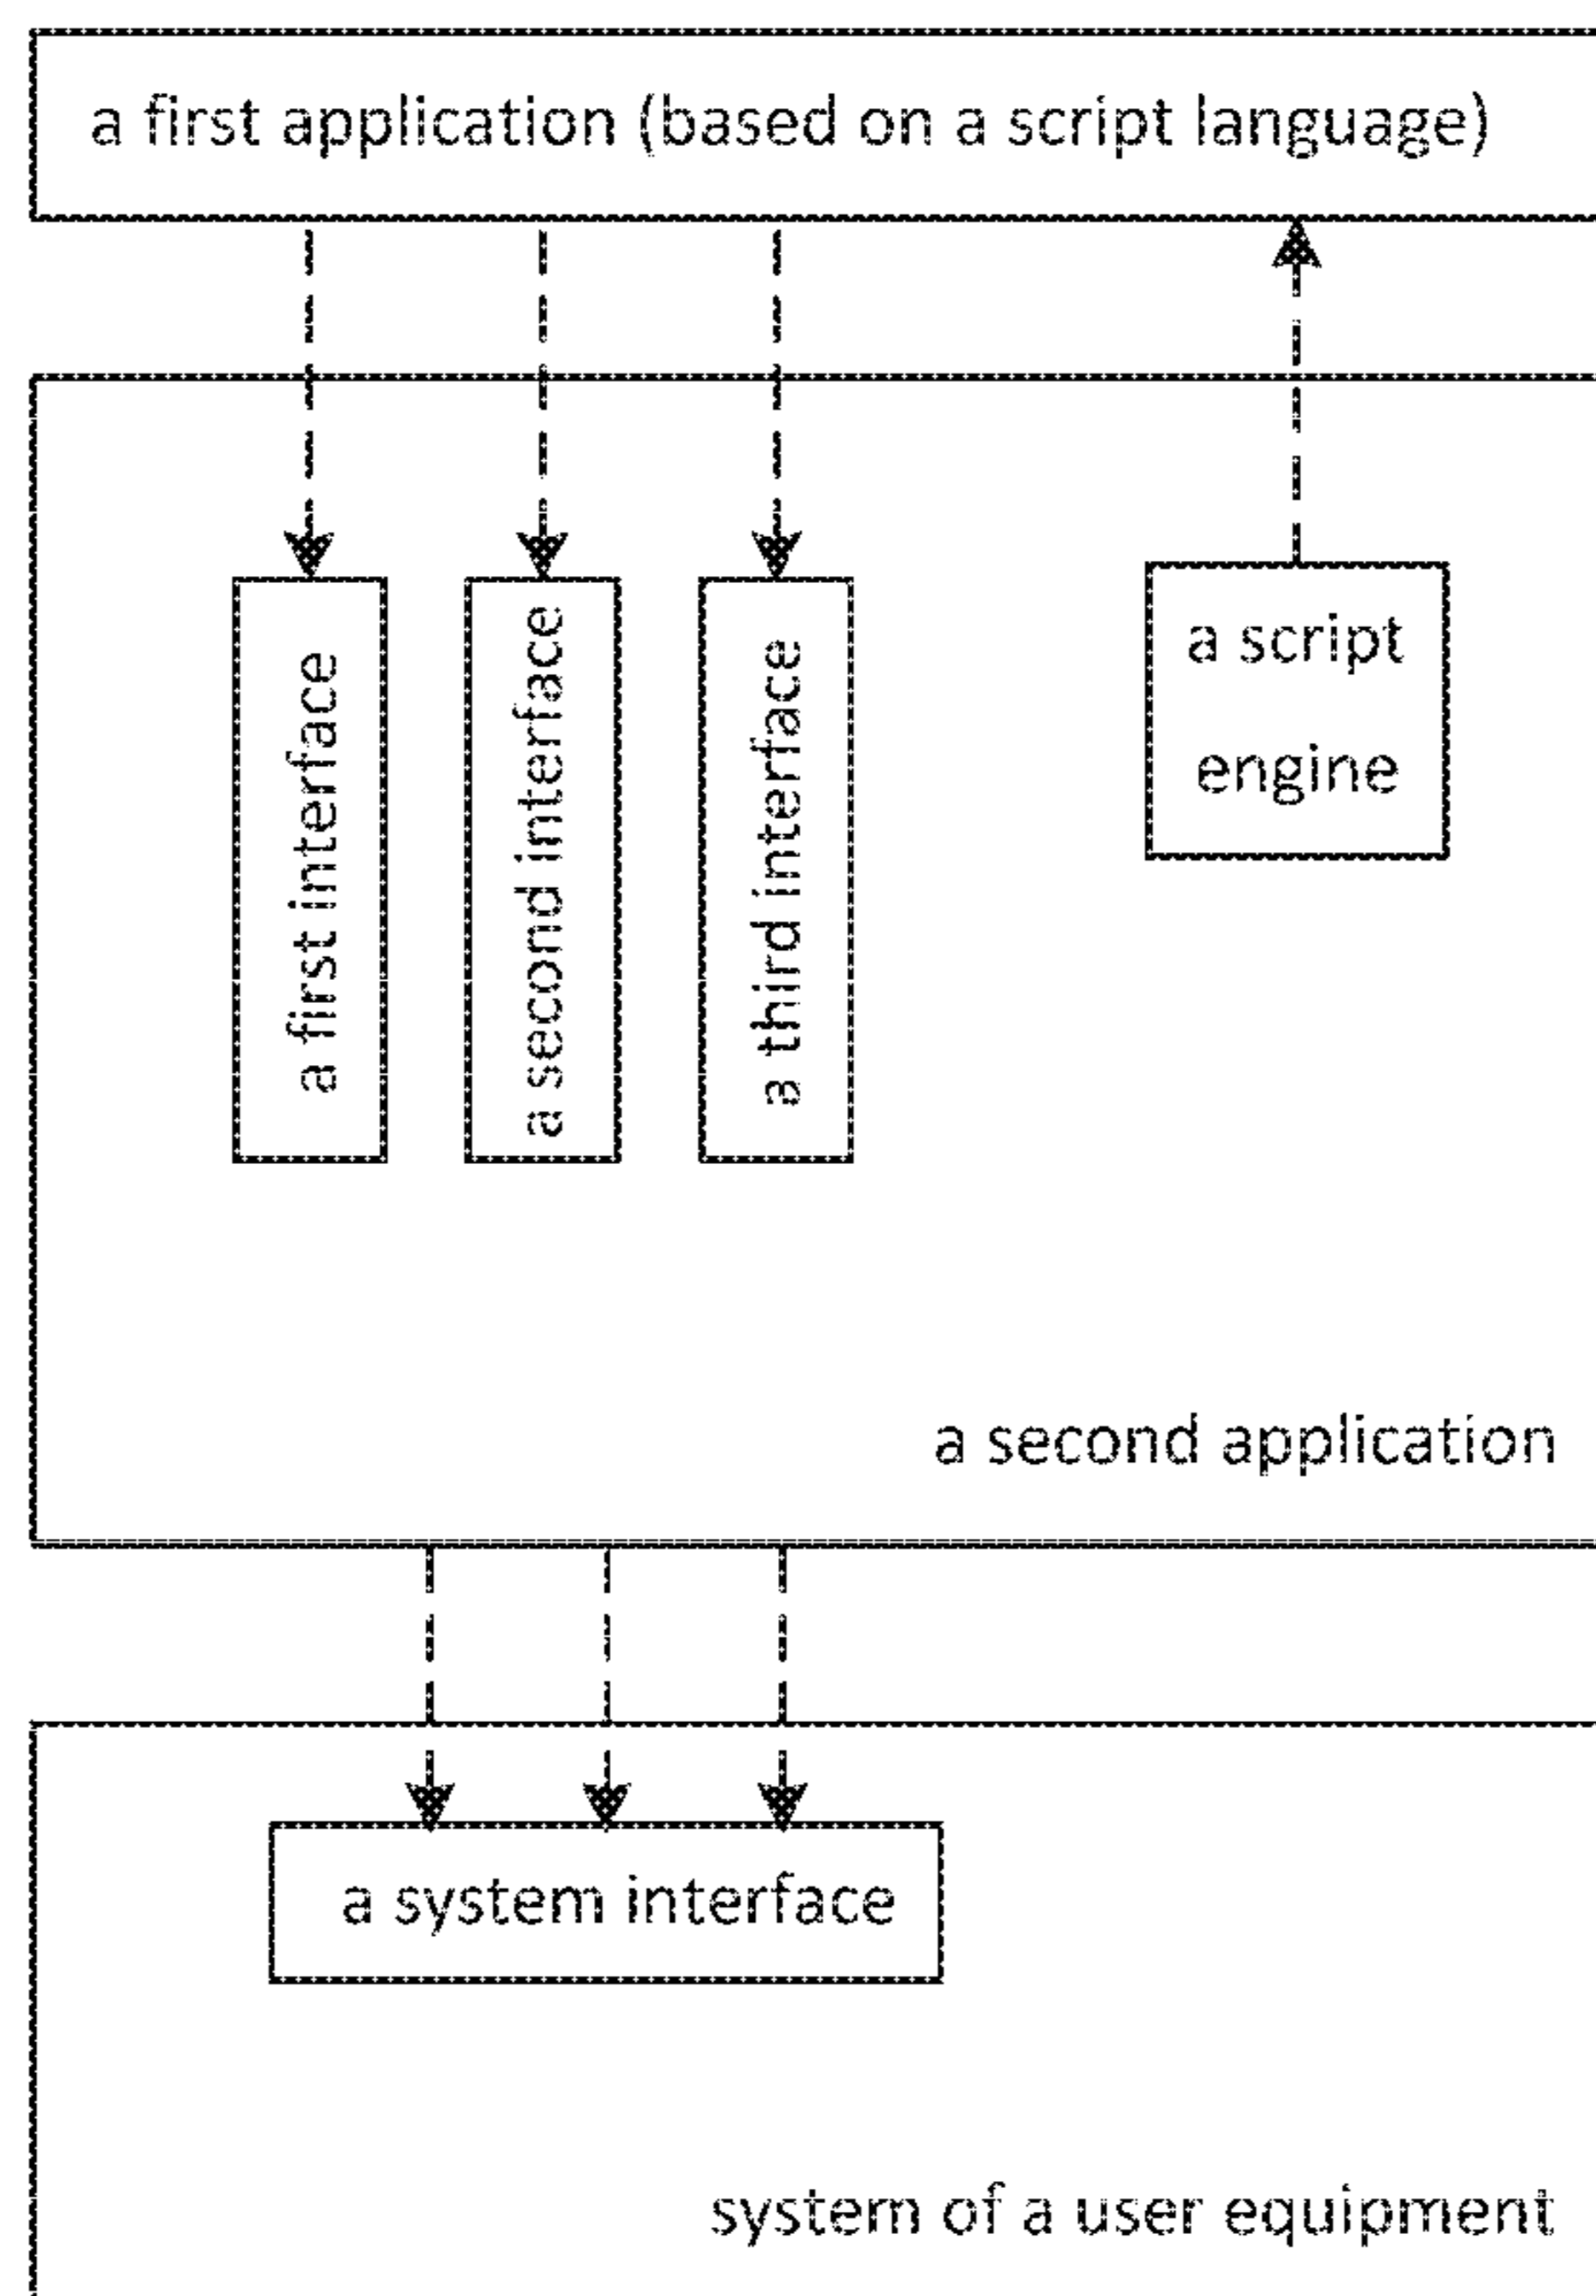 a first application (based on a script language)
a first interface
a second interface
a third interface
a script
engine
a second application
a system interface
system of a user equipment